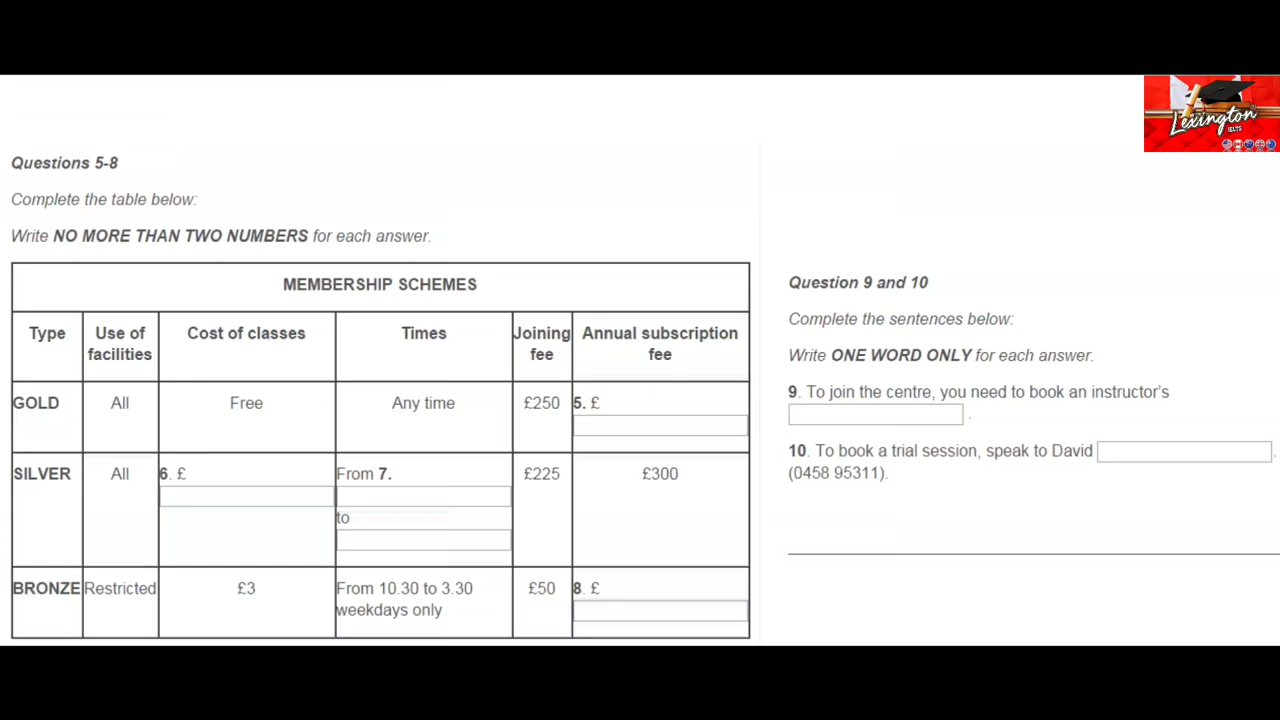 Lexington
IELTS
Questions 5-8
Complete the table below:
Write NO MORE THAN TWO NUMBERS for each answer.
MEMBERSHIP SCHEMES
Type Use of facilities Cost of classes Times Joining fee Annual subscription fee
GOLD All Free Any time £250 5. £
SILVER All 6. £ From 7. to £225 £300
BRONZE Restricted £3 From 10.30 to 3.30 weekdays only £50 8. £
Question 9 and 10
Complete the sentences below:
Write ONE WORD ONLY for each answer.
9. To join the centre, you need to book an instructor's
.
10. To book a trial session, speak to David .
(0458 95311).